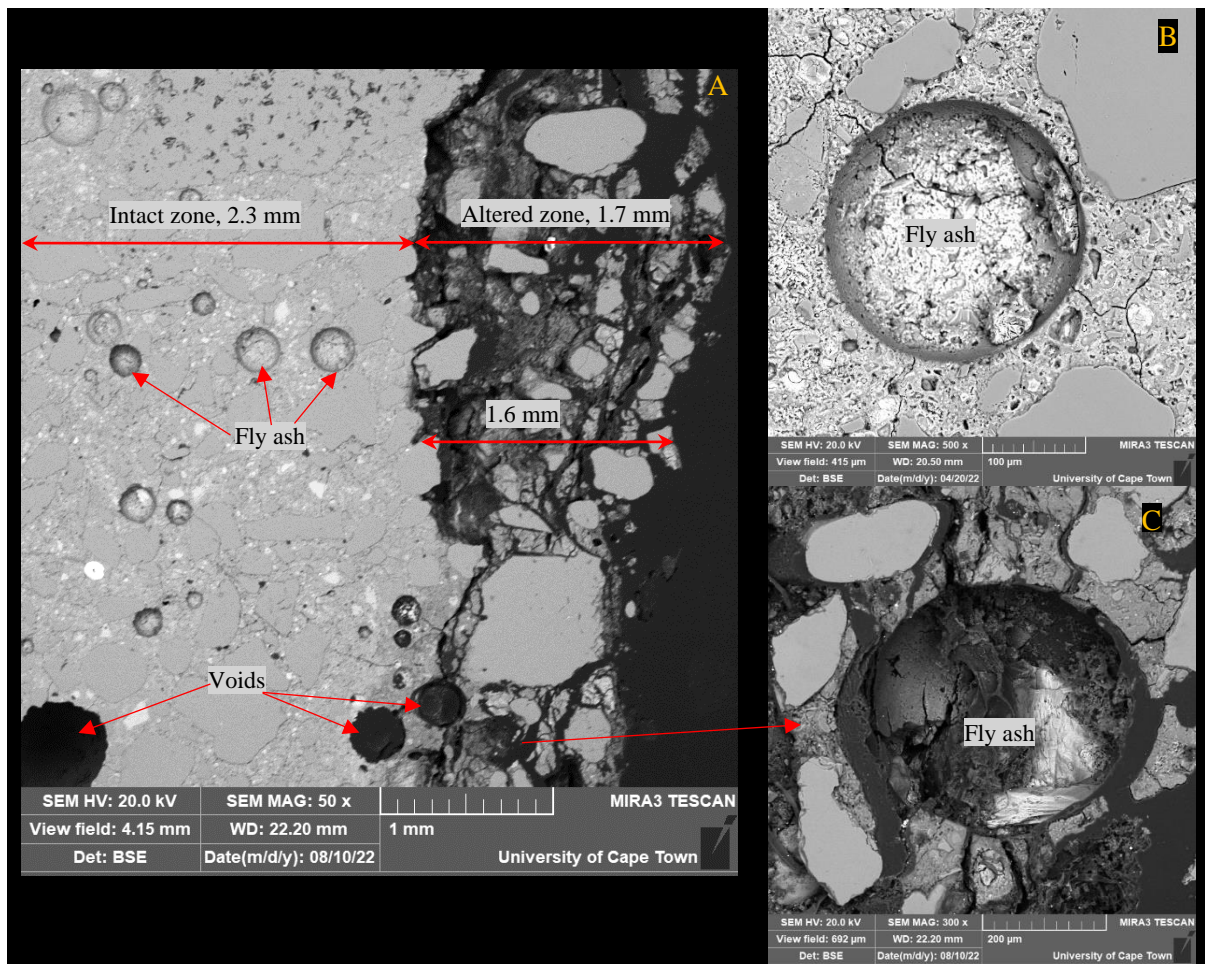 A
Intact zone, 2.3 mm
Altered zone, 1.7 mm
1.6 mm
Fly ash
Voids
SEM HV: 20.0 kV
SEM MAG: 50 x
MIRA3 TESCAN
View field: 4.15 mm
WD: 22.20 mm
1 mm
Det: BSE
Date(m/d/y): 08/10/22
University of Cape Town
B
Fly ash
SEM HV: 20.0 kV
SEM MAG: 500 x
MIRA3 TESCAN
View field: 415 µm
WD: 20.50 mm
100 µm
Det: BSE
Date(m/d/y): 04/20/22
University of Cape Town
C
Fly ash
SEM HV: 20.0 kV
SEM MAG: 300 x
MIRA3 TESCAN
View field: 692 µm
WD: 22.20 mm
200 µm
Det: BSE
Date(m/d/y): 08/10/22
University of Cape Town